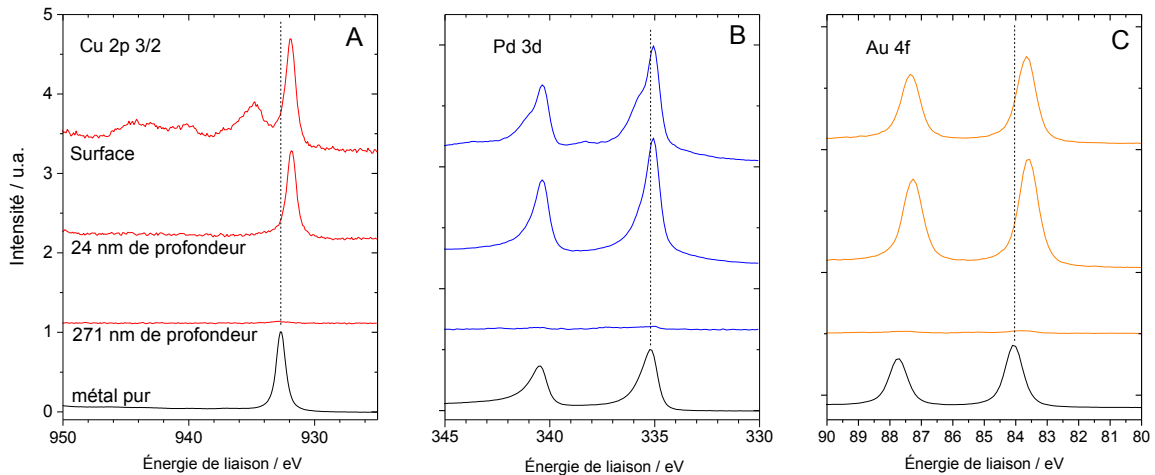 Cu 2p 3/2
A
Surface
24 nm de profondeur
271 nm de profondeur
métal pur
Intensité / u.a.
5
4
3
2
1
0
950
940
930
Énergie de liaison / eV
Pd 3d
B
345
340
335
330
Énergie de liaison / eV
Au 4f
C
90 89 88 87 86 85 84 83 82 81 80
Énergie de liaison / eV